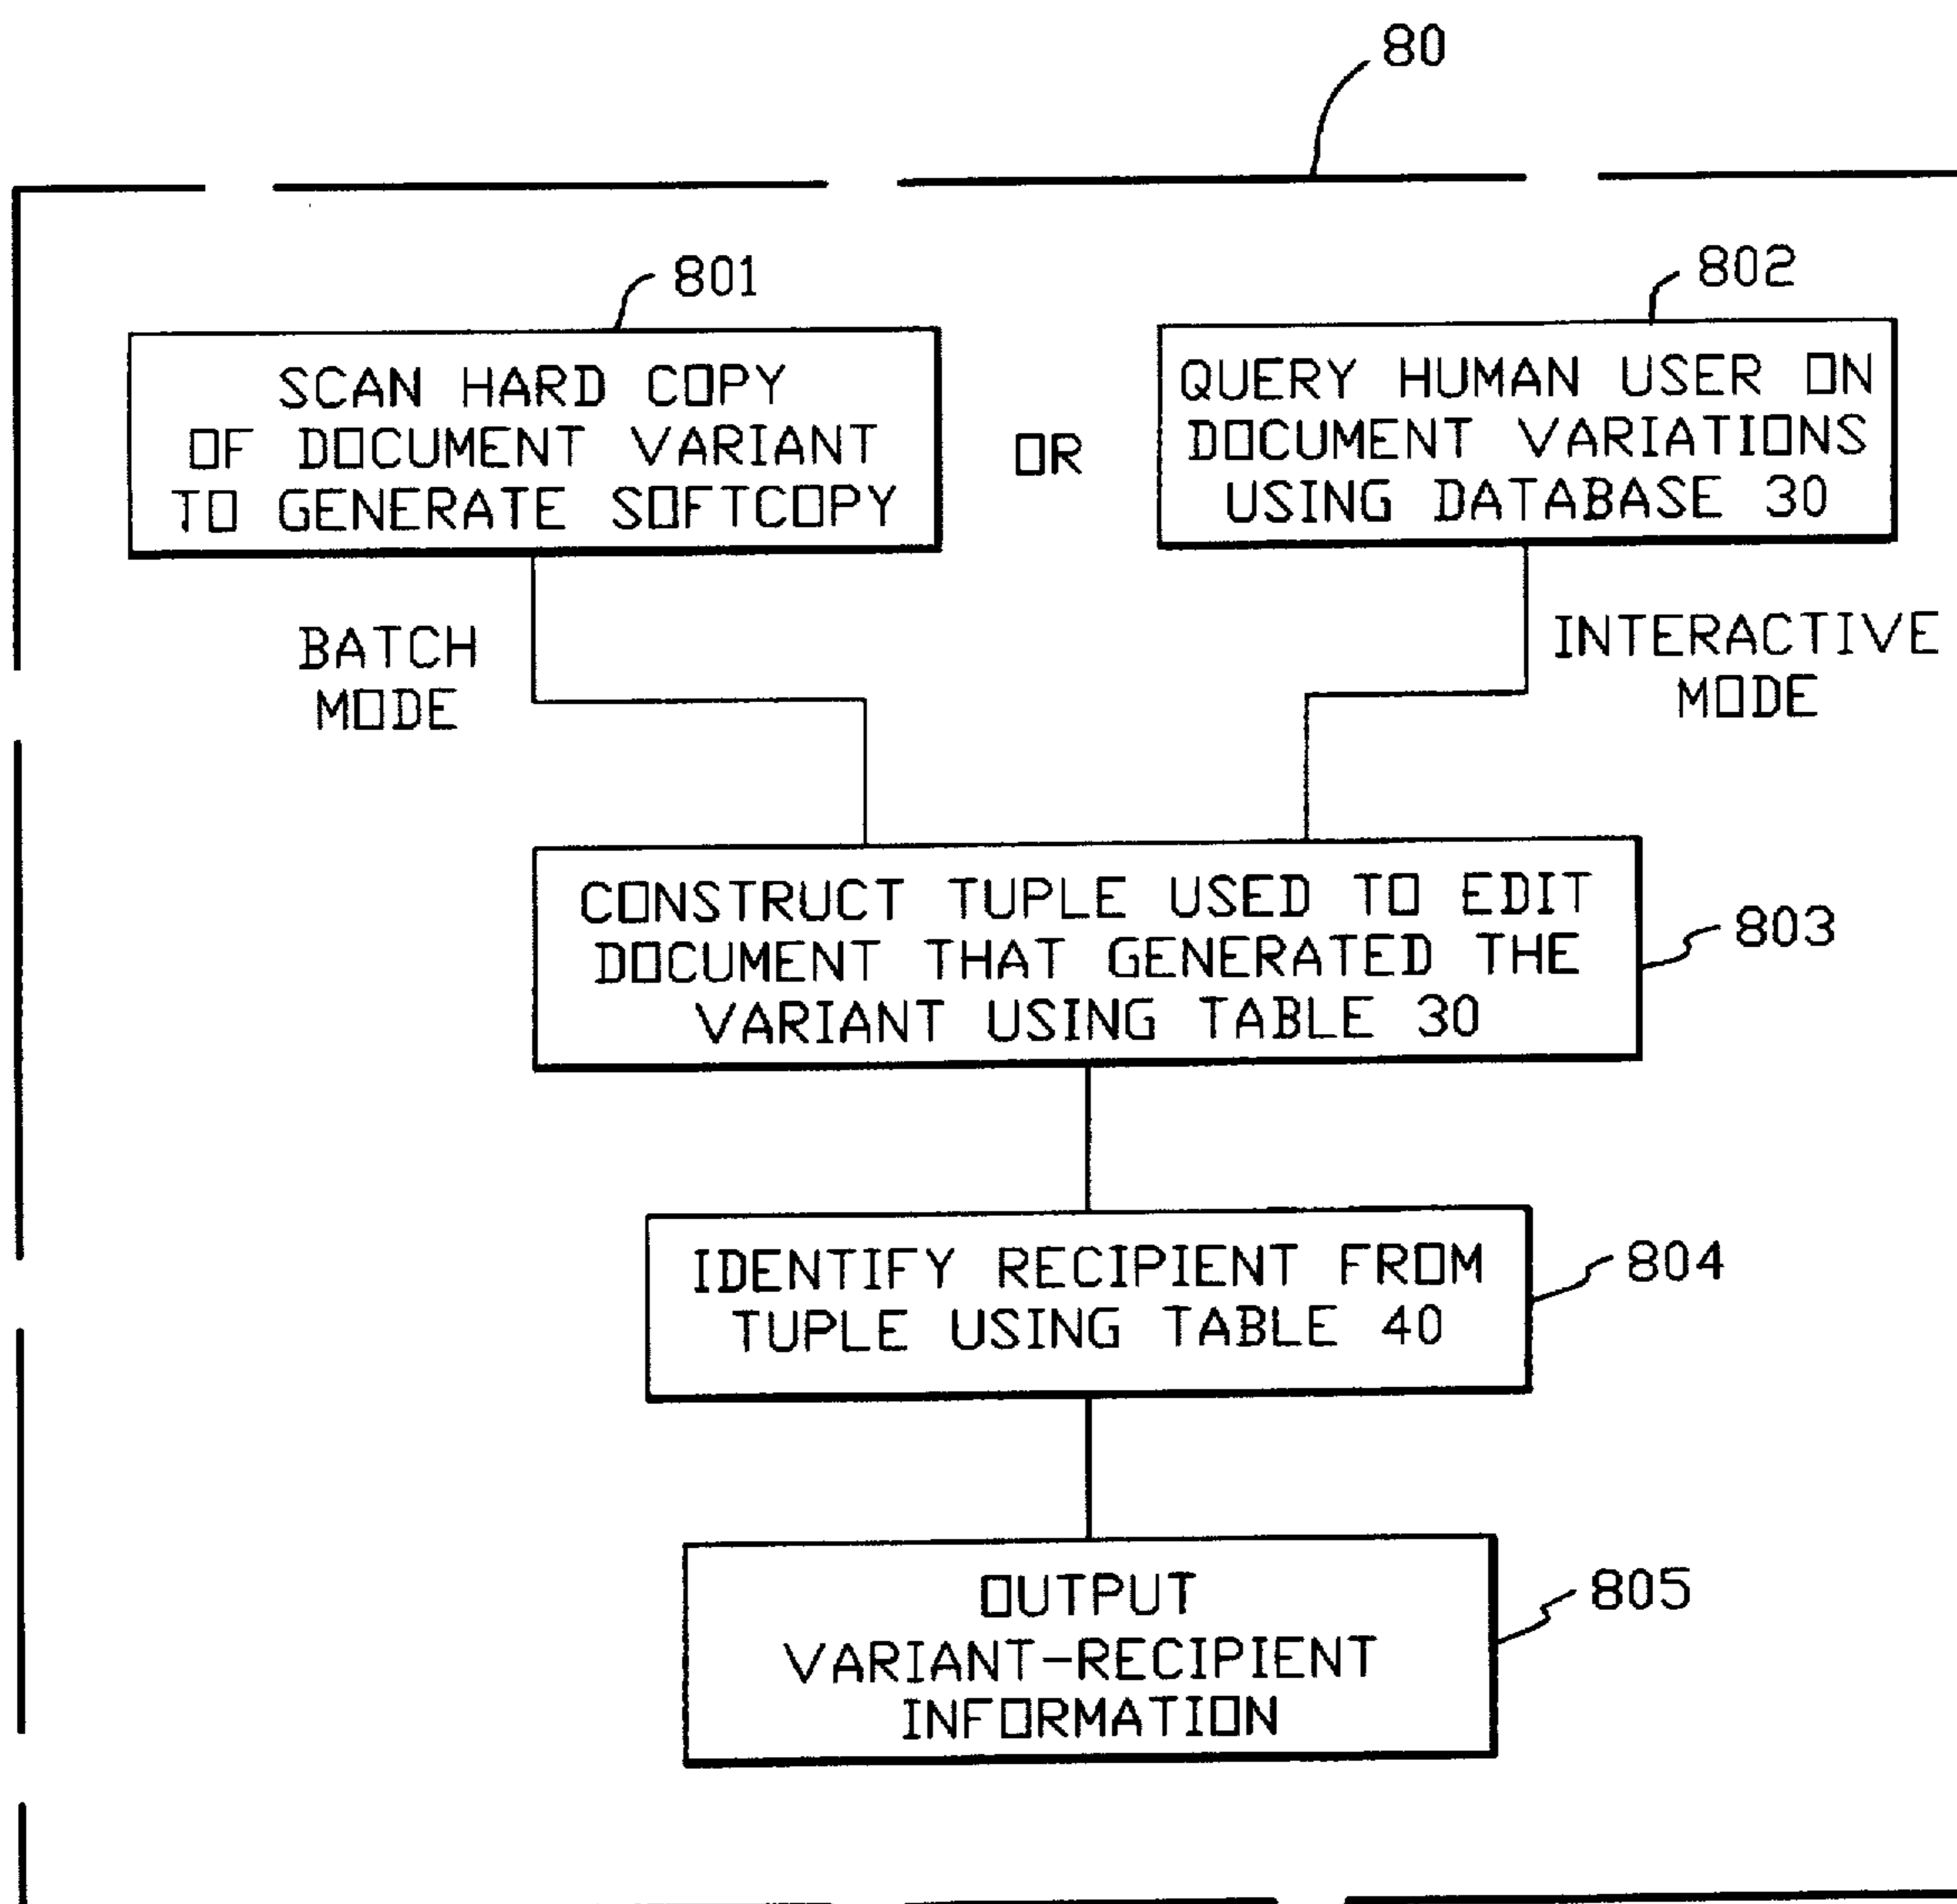 80
801
802
SCAN HARD COPY
OF DOCUMENT VARIANT
TO GENERATE SOFTCOPY
OR
QUERY HUMAN USER ON
DOCUMENT VARIATIONS
USING DATABASE 30
BATCH
MODE
INTERACTIVE
MODE
CONSTRUCT TUPLE USED TO EDIT
DOCUMENT THAT GENERATED THE
VARIANT USING TABLE 30
803
IDENTIFY RECIPIENT FROM
TUPLE USING TABLE 40
804
OUTPUT
VARIANT-RECIPIENT
INFORMATION
805